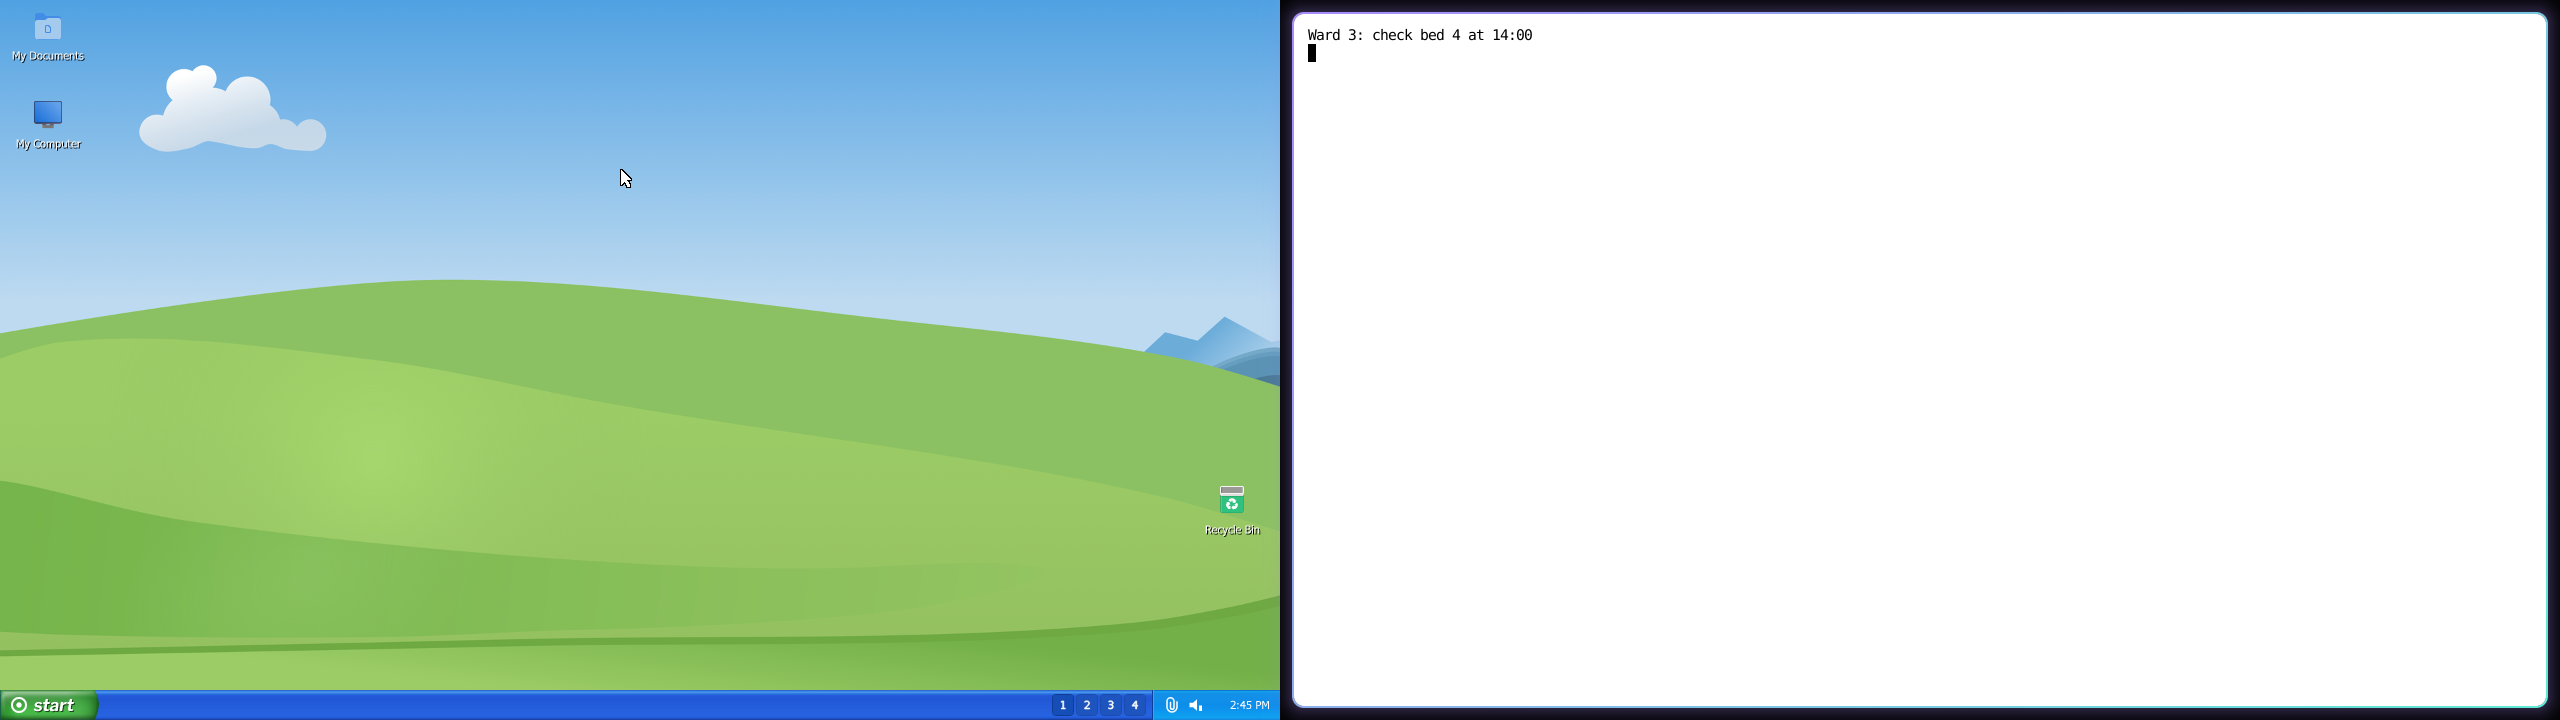 My Documents
My Computer
Recycle Bin
start
1 2 3 4
2:45 PM
Ward 3: check bed 4 at 14:00